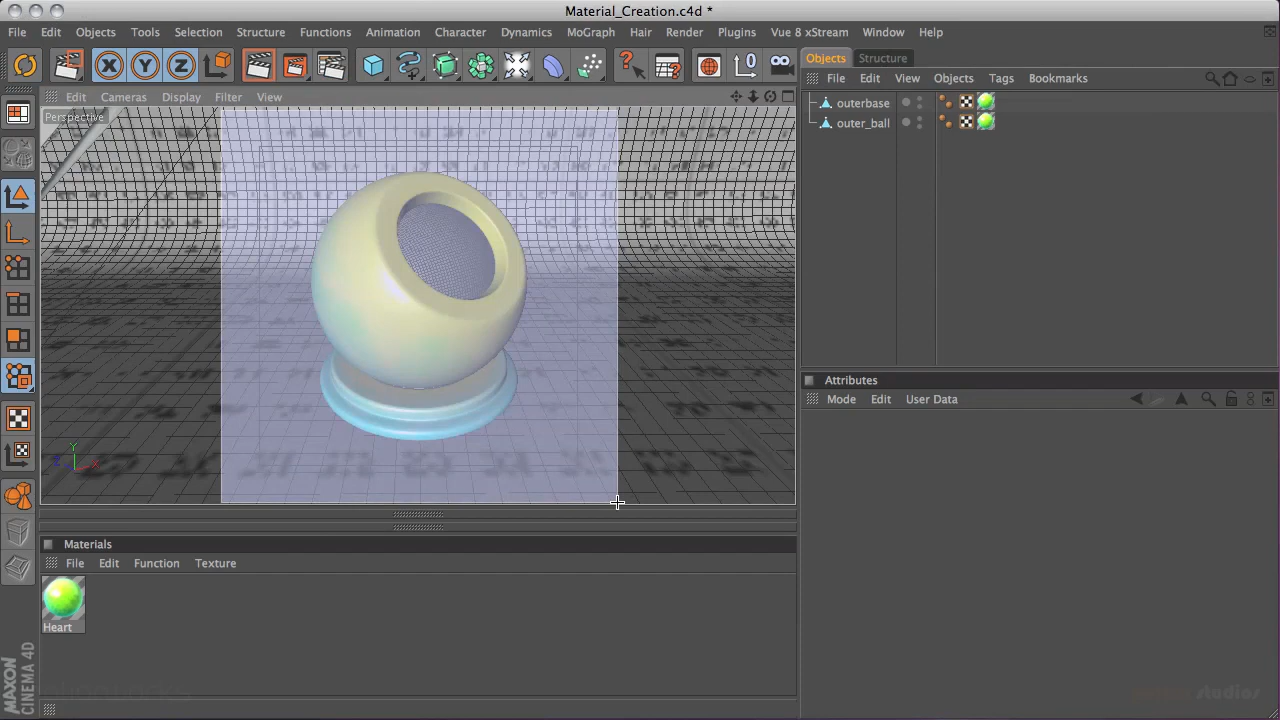 Material_Creation.c4d *
File Edit Objects Tools Selection Structure Functions Animation Character Dynamics MoGraph Hair Render Plugins Vue 8 xStream Window Help
X Y Z
Objects Structure
File Edit View Objects Tags Bookmarks
Edit Cameras Display Filter View
Perspective
outerbase
outer_ball
Attributes
Mode Edit User Data
Y
Z X
Materials
File Edit Function Texture
Heart
MAXON
CINEMA 4D
studios